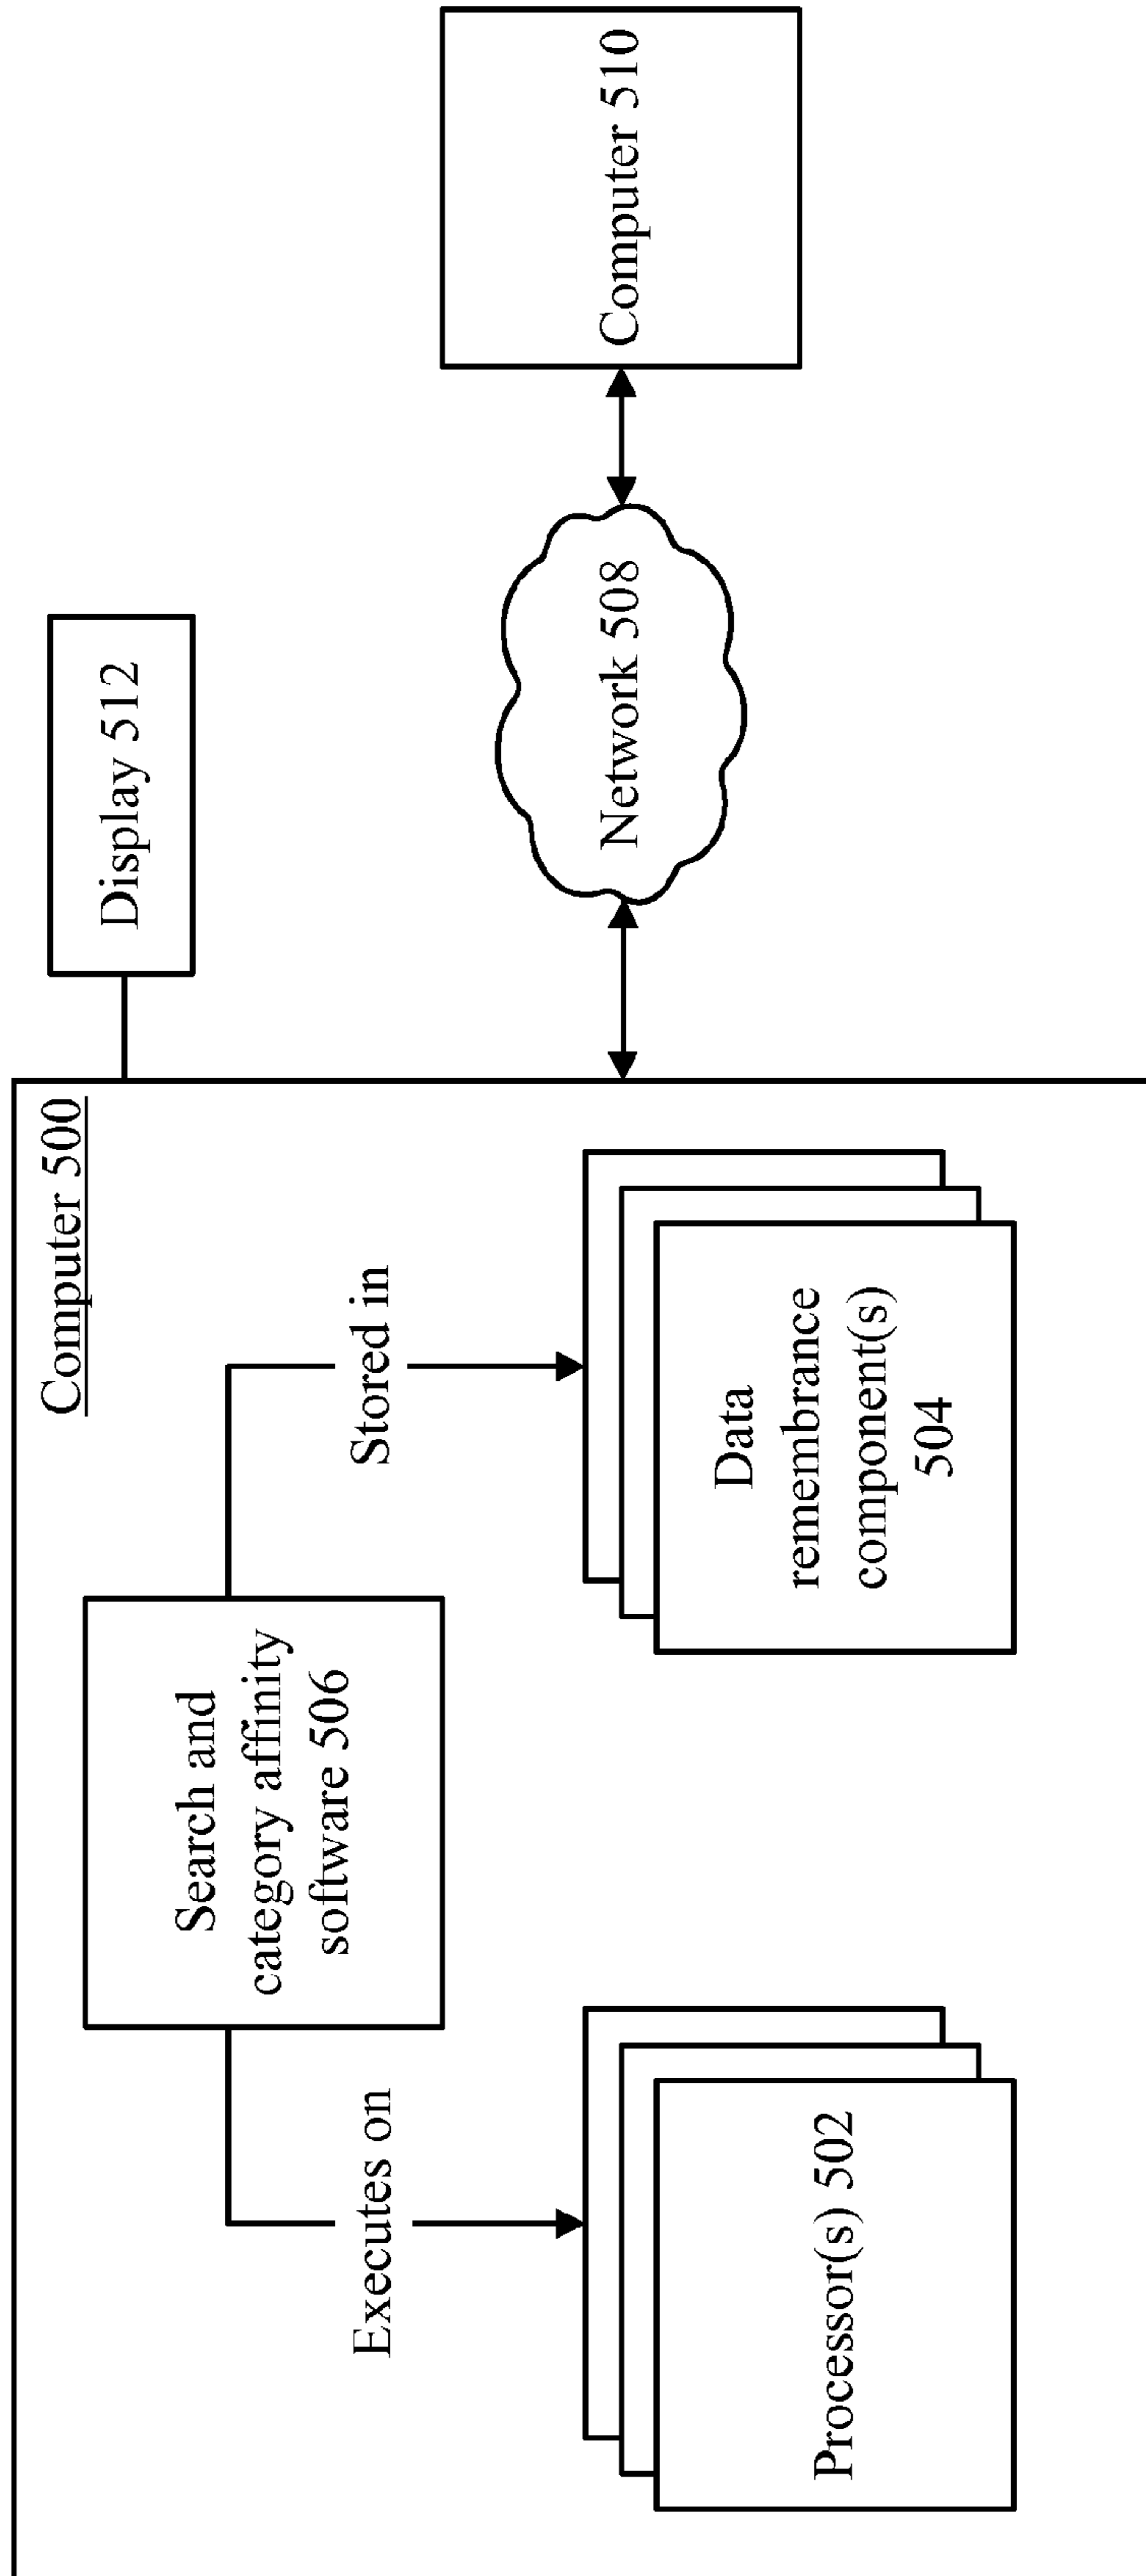 Computer 500
Search and
category affinity
software 506
Executes on
Stored in
Processor(s) 502
Data
remembrance
component(s)
504
Display 512
Network 508
Computer 510